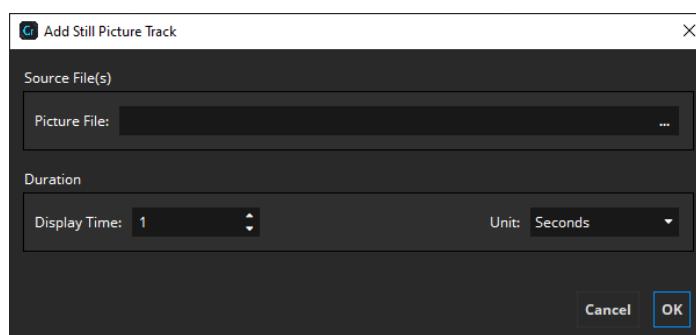 Cr Add Still Picture Track
Source File(s)
Picture File: ...
Duration
Display Time: 1 Unit: Seconds
Cancel OK